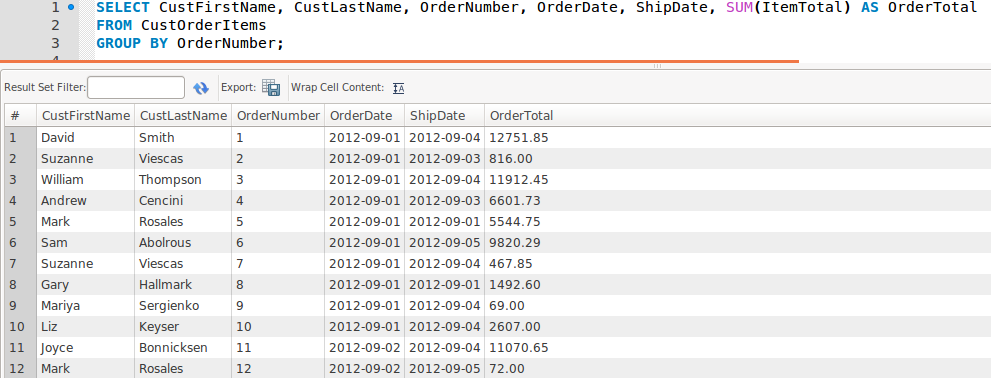 1 SELECT CustFirstName, CustLastName, OrderNumber, OrderDate, ShipDate, SUM(ItemTotal) AS OrderTotal
2 FROM CustOrderItems
3 GROUP BY OrderNumber;
4
Result Set Filter: Export: Wrap Cell Content:
# CustFirstName CustLastName OrderNumber OrderDate ShipDate OrderTotal
1 David Smith 1 2012-09-01 2012-09-04 12751.85
2 Suzanne Viescas 2 2012-09-01 2012-09-03 816.00
3 William Thompson 3 2012-09-01 2012-09-04 11912.45
4 Andrew Cencini 4 2012-09-01 2012-09-03 6601.73
5 Mark Rosales 5 2012-09-01 2012-09-01 5544.75
6 Sam Abolrous 6 2012-09-01 2012-09-05 9820.29
7 Suzanne Viescas 7 2012-09-01 2012-09-04 467.85
8 Gary Hallmark 8 2012-09-01 2012-09-01 1492.60
9 Mariya Sergienko 9 2012-09-01 2012-09-04 69.00
10 Liz Keyser 10 2012-09-01 2012-09-04 2607.00
11 Joyce Bonnicksen 11 2012-09-02 2012-09-04 11070.65
12 Mark Rosales 12 2012-09-02 2012-09-05 72.00